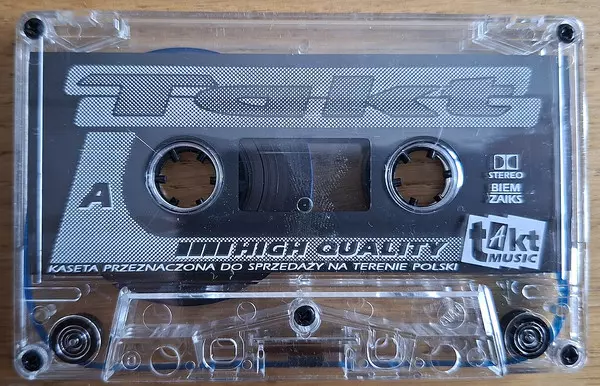 Takt
A
STEREO
BIEM
ZAIKS
HIGH QUALITY
takt
MUSIC
KASETA PRZEZNACZONA DO SPRZEDAŻY NA TERENIE POLSKI